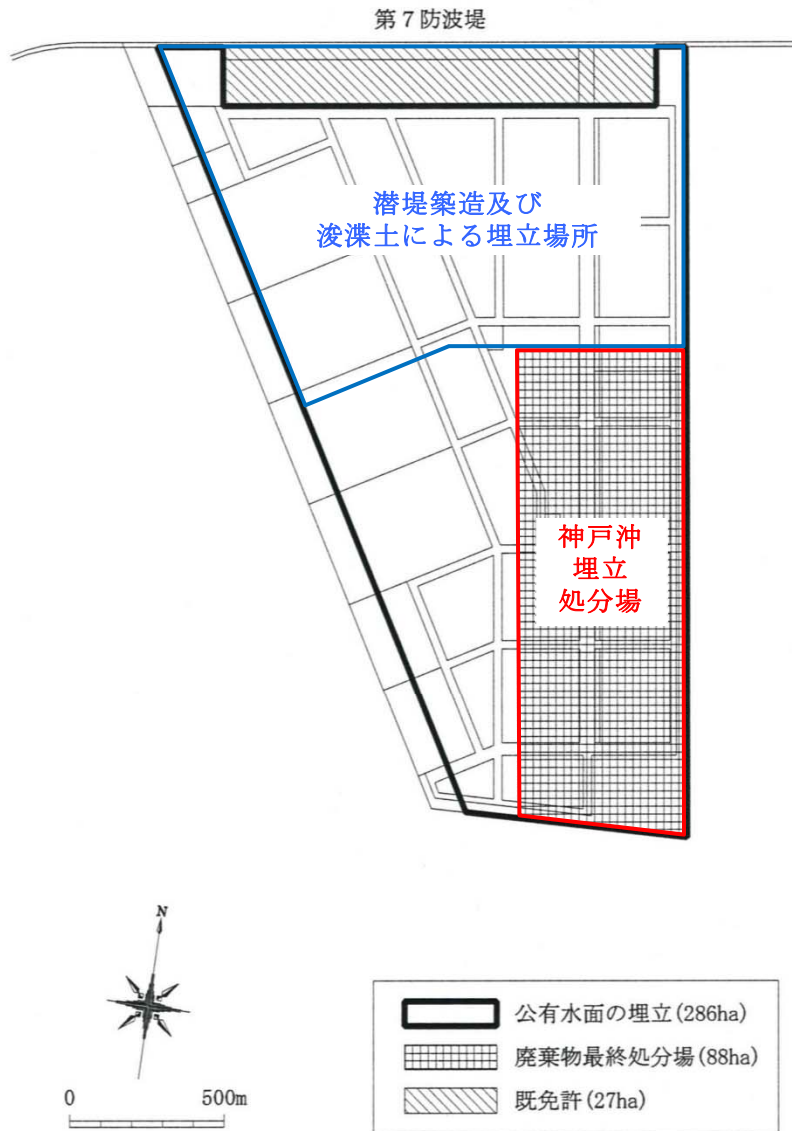 第７防波堤
潜堤築造及び
浚渫土による埋立場所
神戸沖
埋立
処分場
N
0 500m
公有水面の埋立(286ha)
廃棄物最終処分場(88ha)
既免許(27ha)